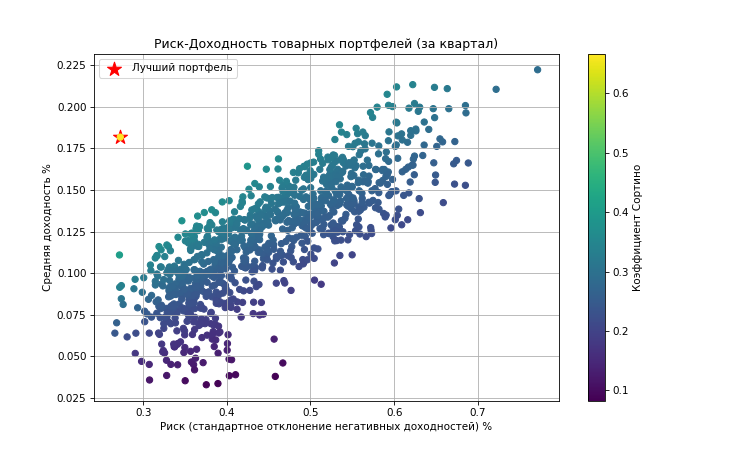 Риск-Доходность товарных портфелей (за квартал)
Лучший портфель
Средняя доходность %
0.225
0.200
0.175
0.150
0.125
0.100
0.075
0.050
0.025
0.3 0.4 0.5 0.6 0.7
Риск (стандартное отклонение негативных доходностей) %
0.6
0.5
0.4
0.3
0.2
0.1
Коэффициент Сортино